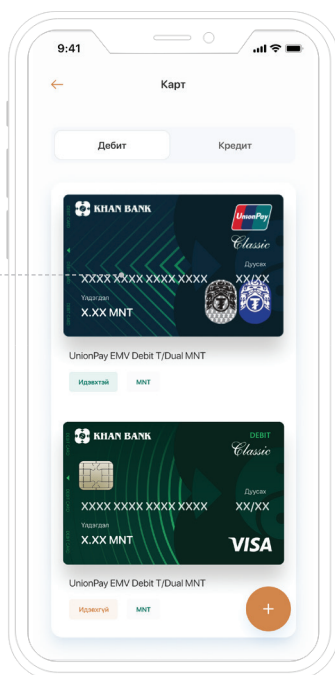 9:41
Карт
Дебит
Кредит
KHAN BANK
UnionPay
Classic
XXXX XXXX XXXX XXXX
Дуусах
XX/XX
Үлдэгдэл
X.XX MNT
UnionPay EMV Debit T/Dual MNT
Идэвхтэй
MNT
KHAN BANK
DEBIT
Classic
XXXX XXXX XXXX XXXX
Дуусах
XX/XX
Үлдэгдэл
X.XX MNT
VISA
UnionPay EMV Debit T/Dual MNT
Идэвхгүй
MNT
+